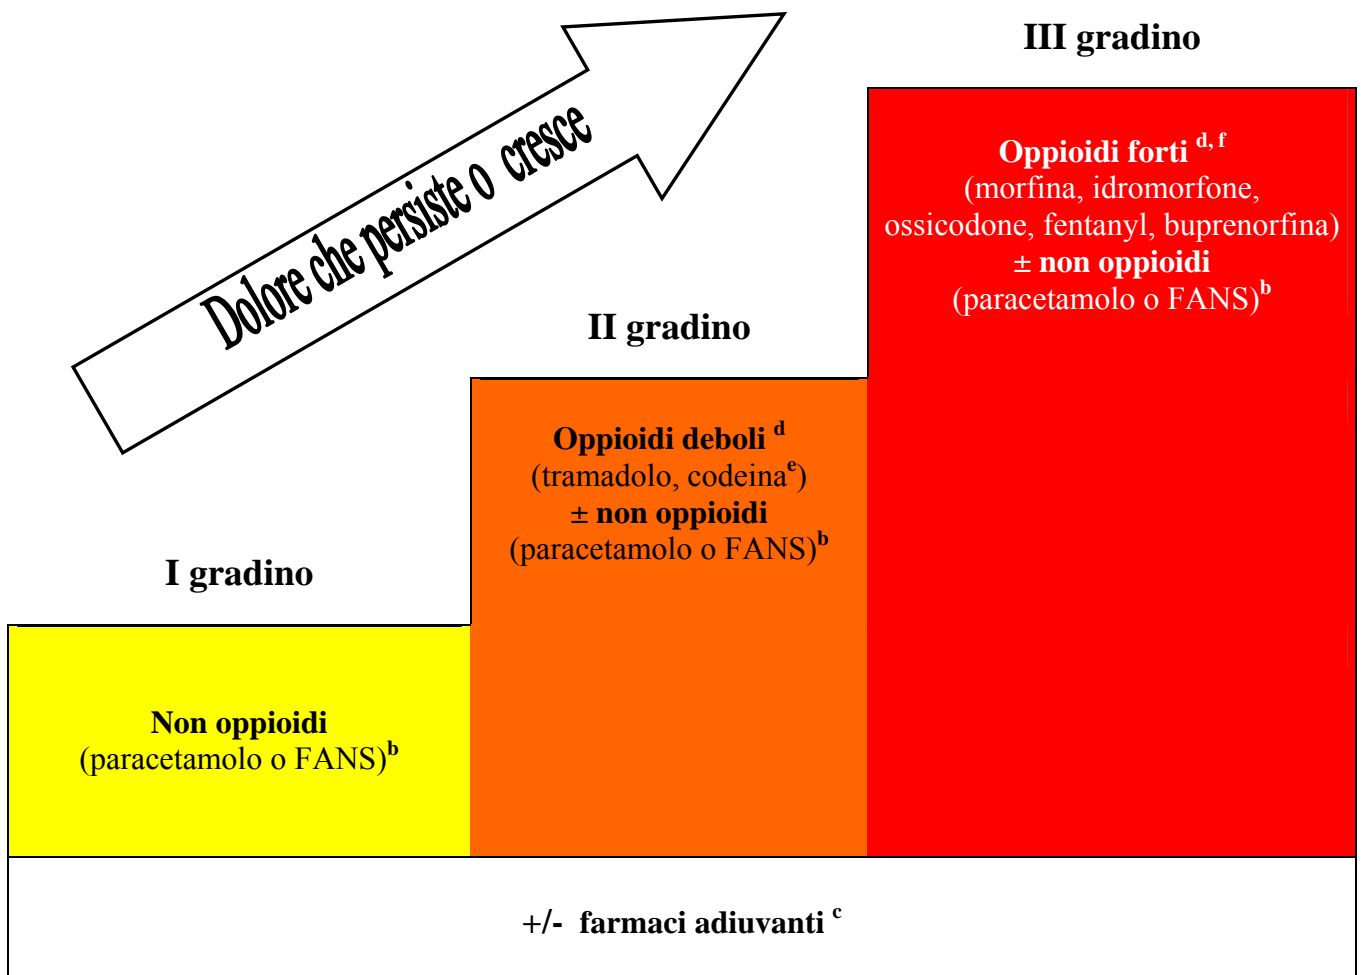 III gradino
Dolore che persiste o cresce
Oppioidi forti d, f
(morfina, idromorfone,
ossicodone, fentanyl, buprenorfina)
± non oppioidi
(paracetamolo o FANS)b
II gradino
Oppioidi deboli d
(tramadolo, codeinae)
± non oppioidi
(paracetamolo o FANS)b
I gradino
Non oppioidi
(paracetamolo o FANS)b
+/- farmaci adiuvanti c